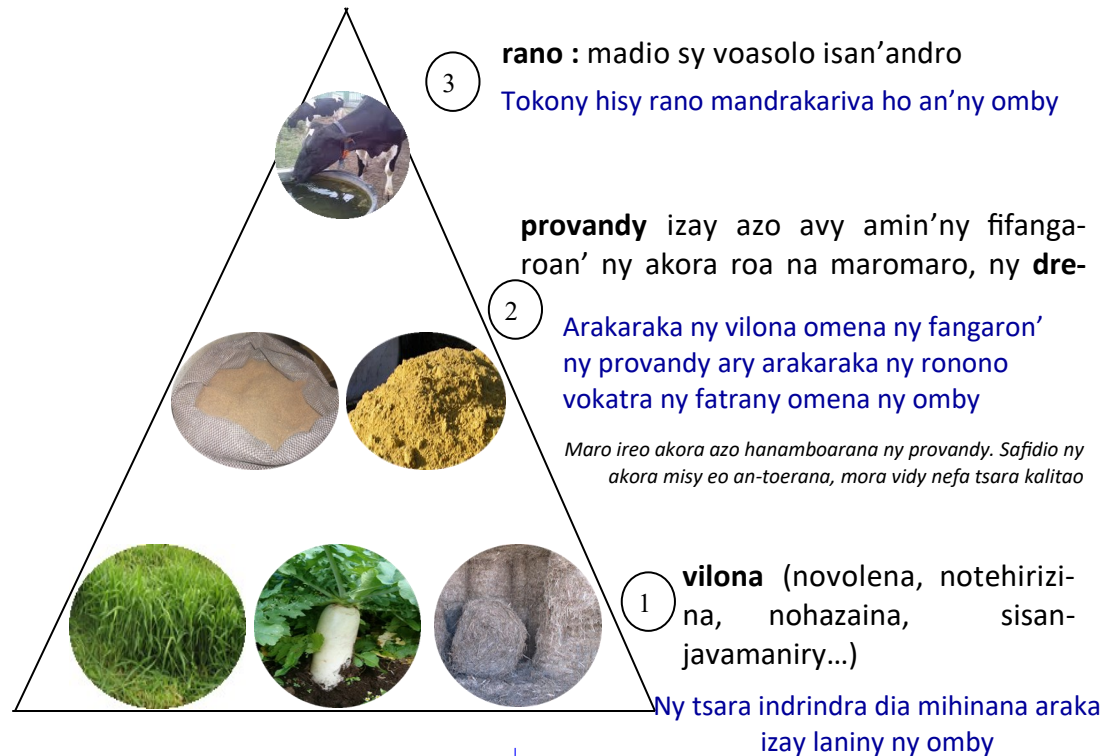 3
rano : madio sy voasolo isan’andro
Tokony hisy rano mandrakariva ho an’ny omby
provandy izay azo avy amin’ny fifanga-
roan’ ny akora roa na maromaro, ny dre-
2
Arakaraka ny vilona omena ny fangaron’
ny provandy ary arakaraka ny ronono
vokatra ny fatrany omena ny omby
Maro ireo akora azo hanamboarana ny provandy. Safidio ny
akora misy eo an-toerana, mora vidy nefa tsara kalitao
1
vilona (novolena, notehirizi-
na, nohazaina, sisan-
javamaniry...)
Ny tsara indrindra dia mihinana araka
izay laniny ny omby